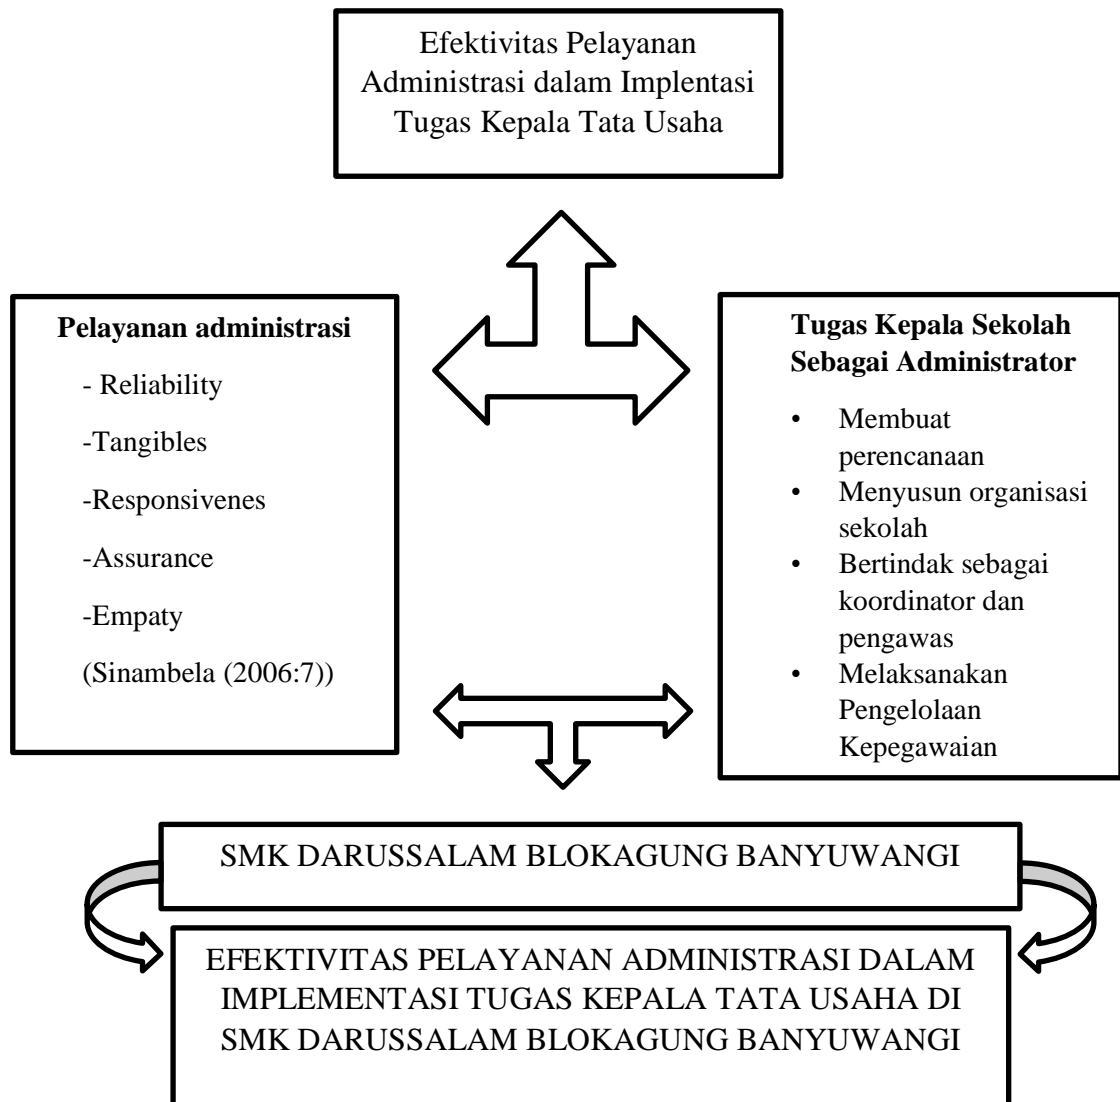 Efektivitas Pelayanan
Administrasi dalam Implentasi
Tugas Kepala Tata Usaha
Pelayanan administrasi
- Reliability
-Tangibles
-Responsivenes
-Assurance
-Empaty
(Sinambela (2006:7))
Tugas Kepala Sekolah
Sebagai Administrator
• Membuat
perencanaan
• Menyusun organisasi
sekolah
• Bertindak sebagai
koordinator dan
pengawas
• Melaksanakan
Pengelolaan
Kepegawaian
SMK DARUSSALAM BLOKAGUNG BANYUWANGI
EFEKTIVITAS PELAYANAN ADMINISTRASI DALAM
IMPLEMENTASI TUGAS KEPALA TATA USAHA DI
SMK DARUSSALAM BLOKAGUNG BANYUWANGI